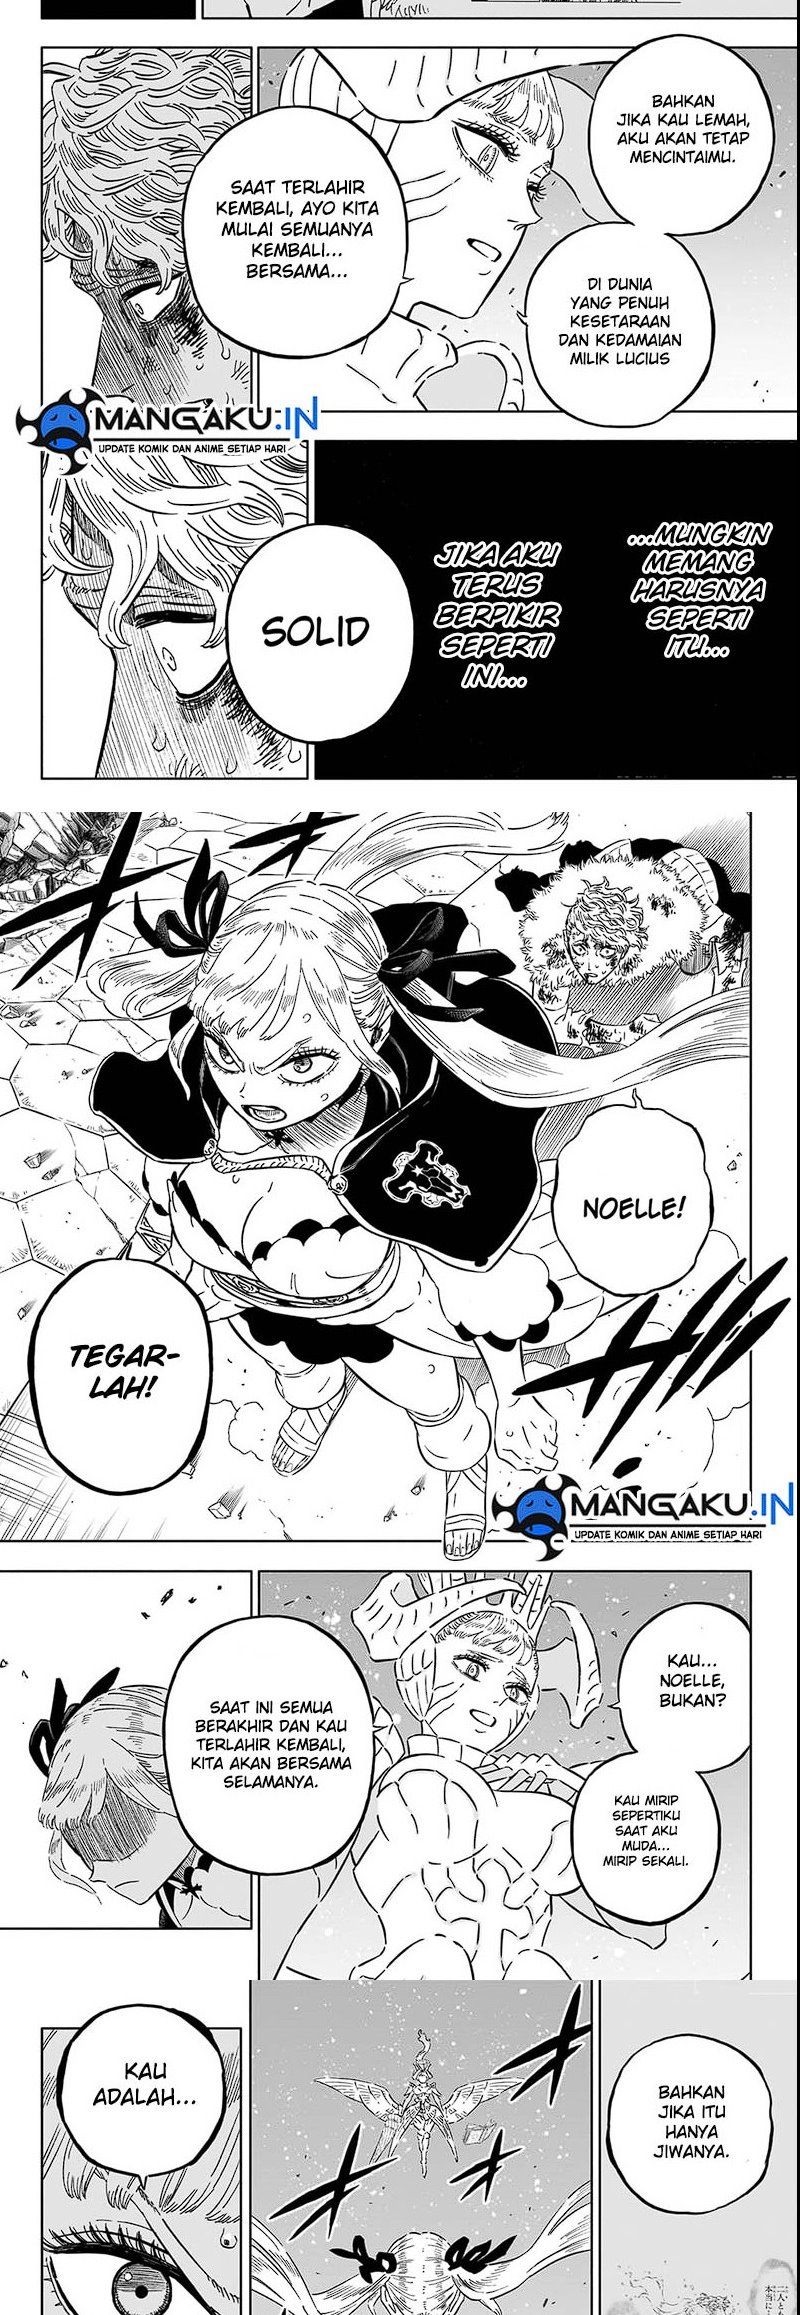 BAHKAN
JIKA KAU LEMAH,
AKU AKAN TETAP
MENCINTAIMU.
DI DUNIA
YANG PENUH
KESETARAAN
DAN KEDAMAIAN
MILIK LUCIUS
SAAT TERLAHIR
KEMBALI, AYO KITA
MULAI SEMUANYA
KEMBALI...
BERSAMA...
MANGAKU.IN
UPDATE KOMIK DAN ANIME SETIAP HARI
...MUNGKIN
MEMANG
HARUSNYA
SEPERTI
ITU...
JIKA AKU
TERUS
BERPIKIR
SEPERTI
INI...
SOLID
NOELLE!
TEGAR-
LAH!
MANGAKU.IN
UPDATE KOMIK DAN ANIME SETIAP HARI
KAU...
NOELLE,
BUKAN?
KAU MIRIP
SEPERTIKU
SAAT AKU
MUDA...
MIRIP SEKALI.
SAAT INI SEMUA
BERAKHIR DAN KAU
TERLAHIR KEMBALI,
KITA AKAN BERSAMA
SELAMANYA.
BAHKAN
JIKA ITU
HANYA
JIWANYA.
KAU
ADALAH...